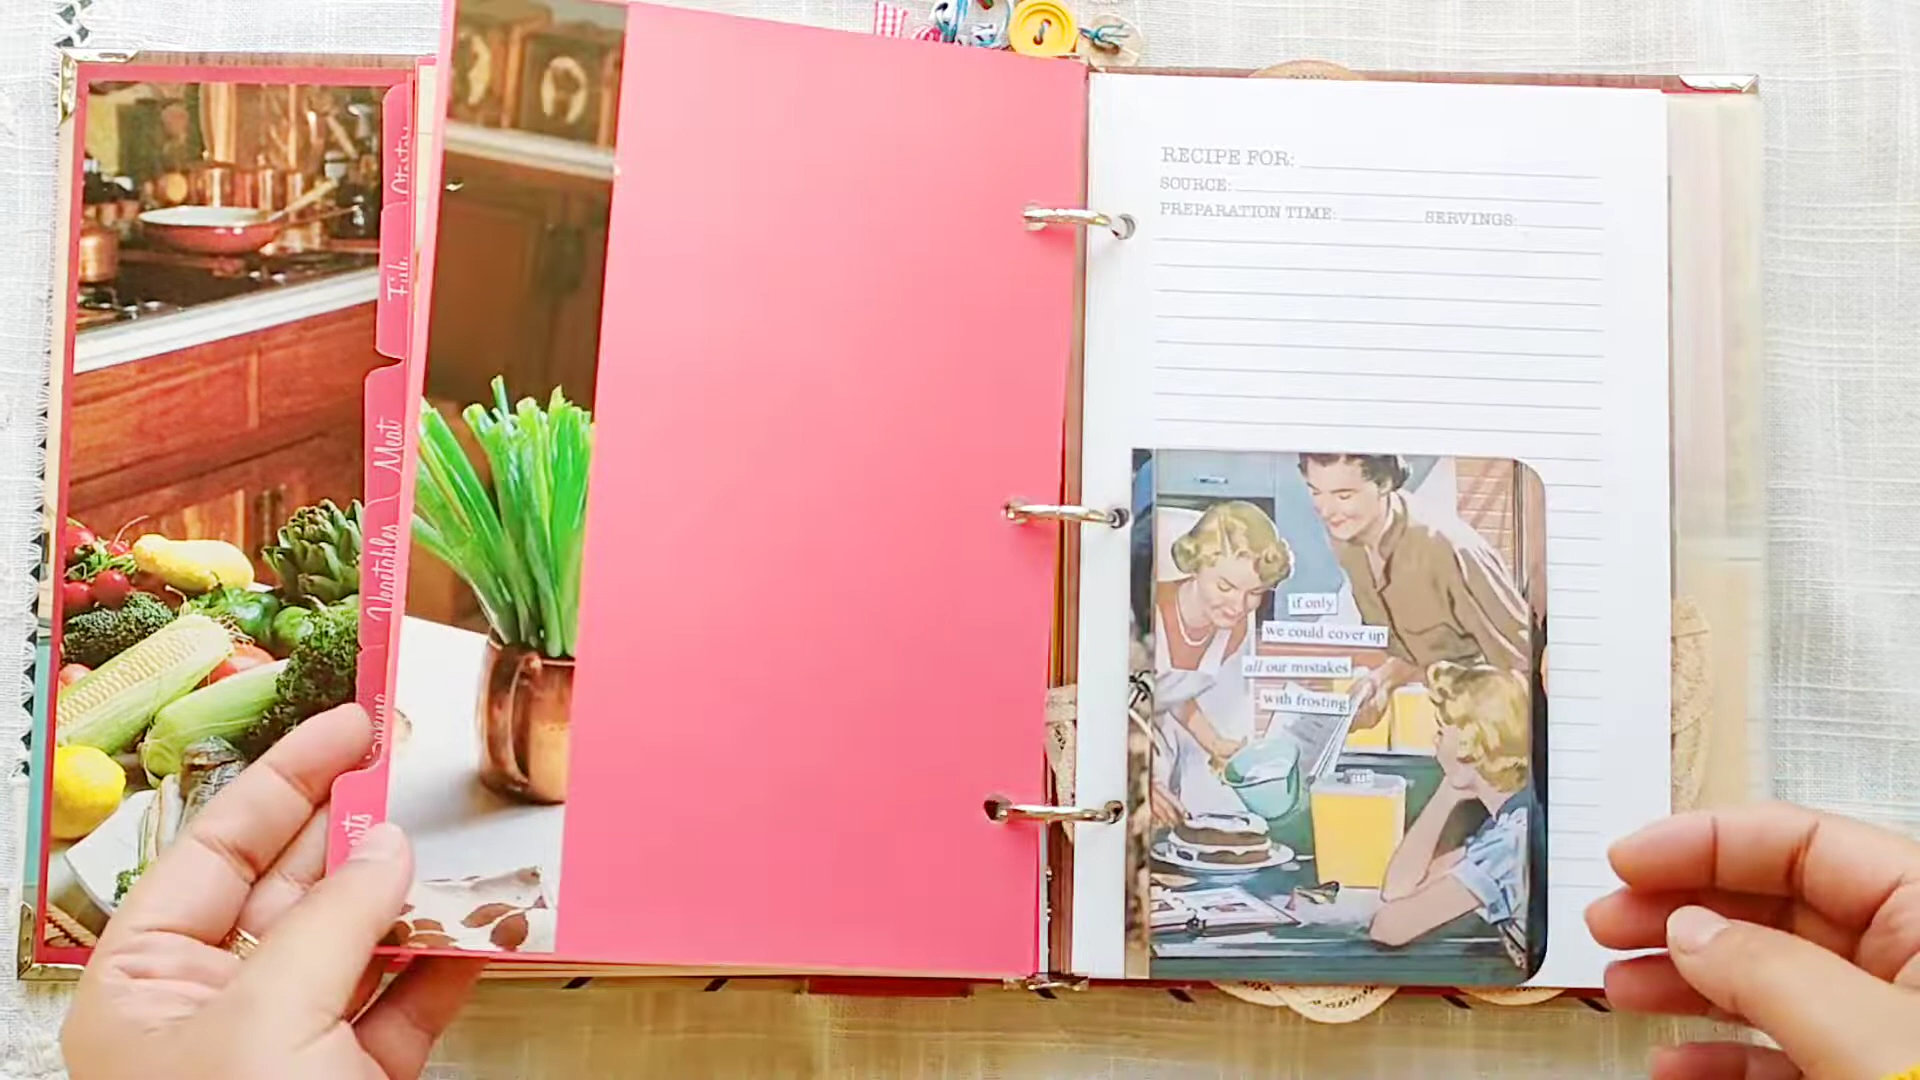 Meat
Vegetables
RECIPE FOR:
SOURCE:
PREPARATION TIME: SERVINGS:
if only
we could cover up
all our mistakes
with frosting